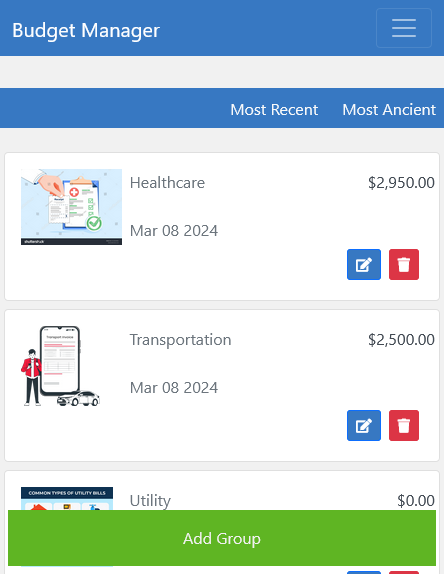 Budget Manager
Most Recent Most Ancient
Healthcare $2,950.00
Mar 08 2024
Transport Invoice
Transportation $2,500.00
Mar 08 2024
COMMON TYPES OF UTILITY BILLS
Utility $0.00
Add Group